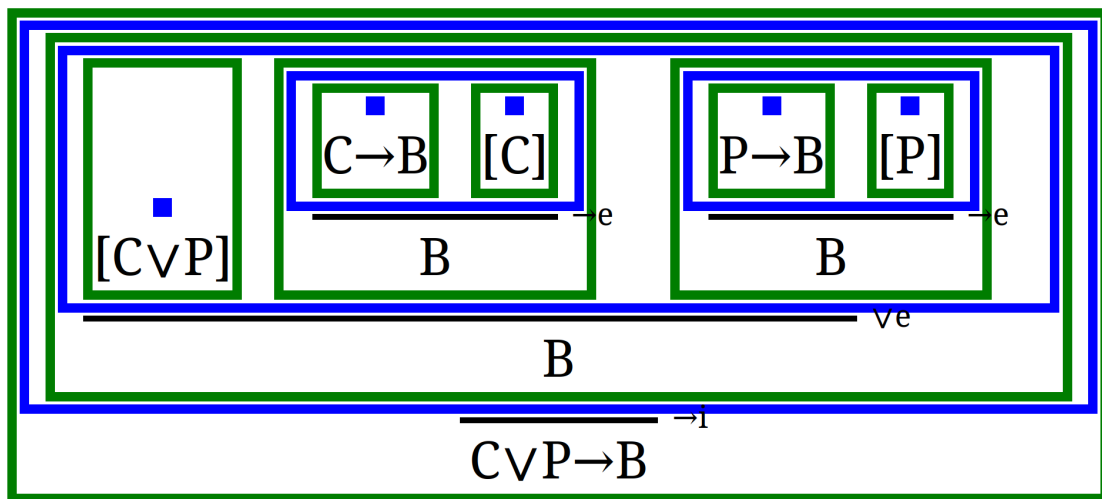 C→B [C] P→B [P]
→e →e
[C∨P] B B
∨e
B
→i
C∨P→B